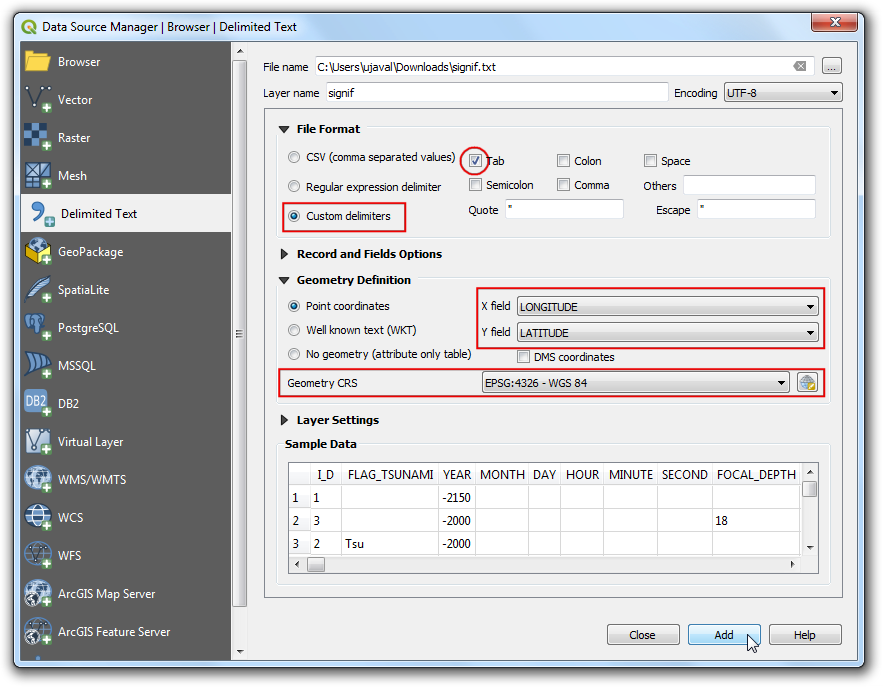 Data Source Manager | Browser | Delimited Text
Browser
Vector
Raster
Mesh
Delimited Text
GeoPackage
SpatiaLite
PostgreSQL
MSSQL
DB2 DB2
Virtual Layer
WMS/WMTS
WCS
WFS
ArcGIS Map Server
ArcGIS Feature Server
File name C:\Users\ujaval\Downloads\signif.txt ...
Layer name signif Encoding UTF-8
File Format
CSV (comma separated values) Tab Colon Space
Regular expression delimiter Semicolon Comma Others
Custom delimiters Quote " Escape "
Record and Fields Options
Geometry Definition
Point coordinates X field LONGITUDE
Well known text (WKT) Y field LATITUDE
No geometry (attribute only table) DMS coordinates
Geometry CRS EPSG:4326 - WGS 84
Layer Settings
Sample Data
I_D FLAG_TSUNAMI YEAR MONTH DAY HOUR MINUTE SECOND FOCAL_DEPTH
1 1 -2150
2 3 -2000 18
3 2 Tsu -2000
Close Add Help